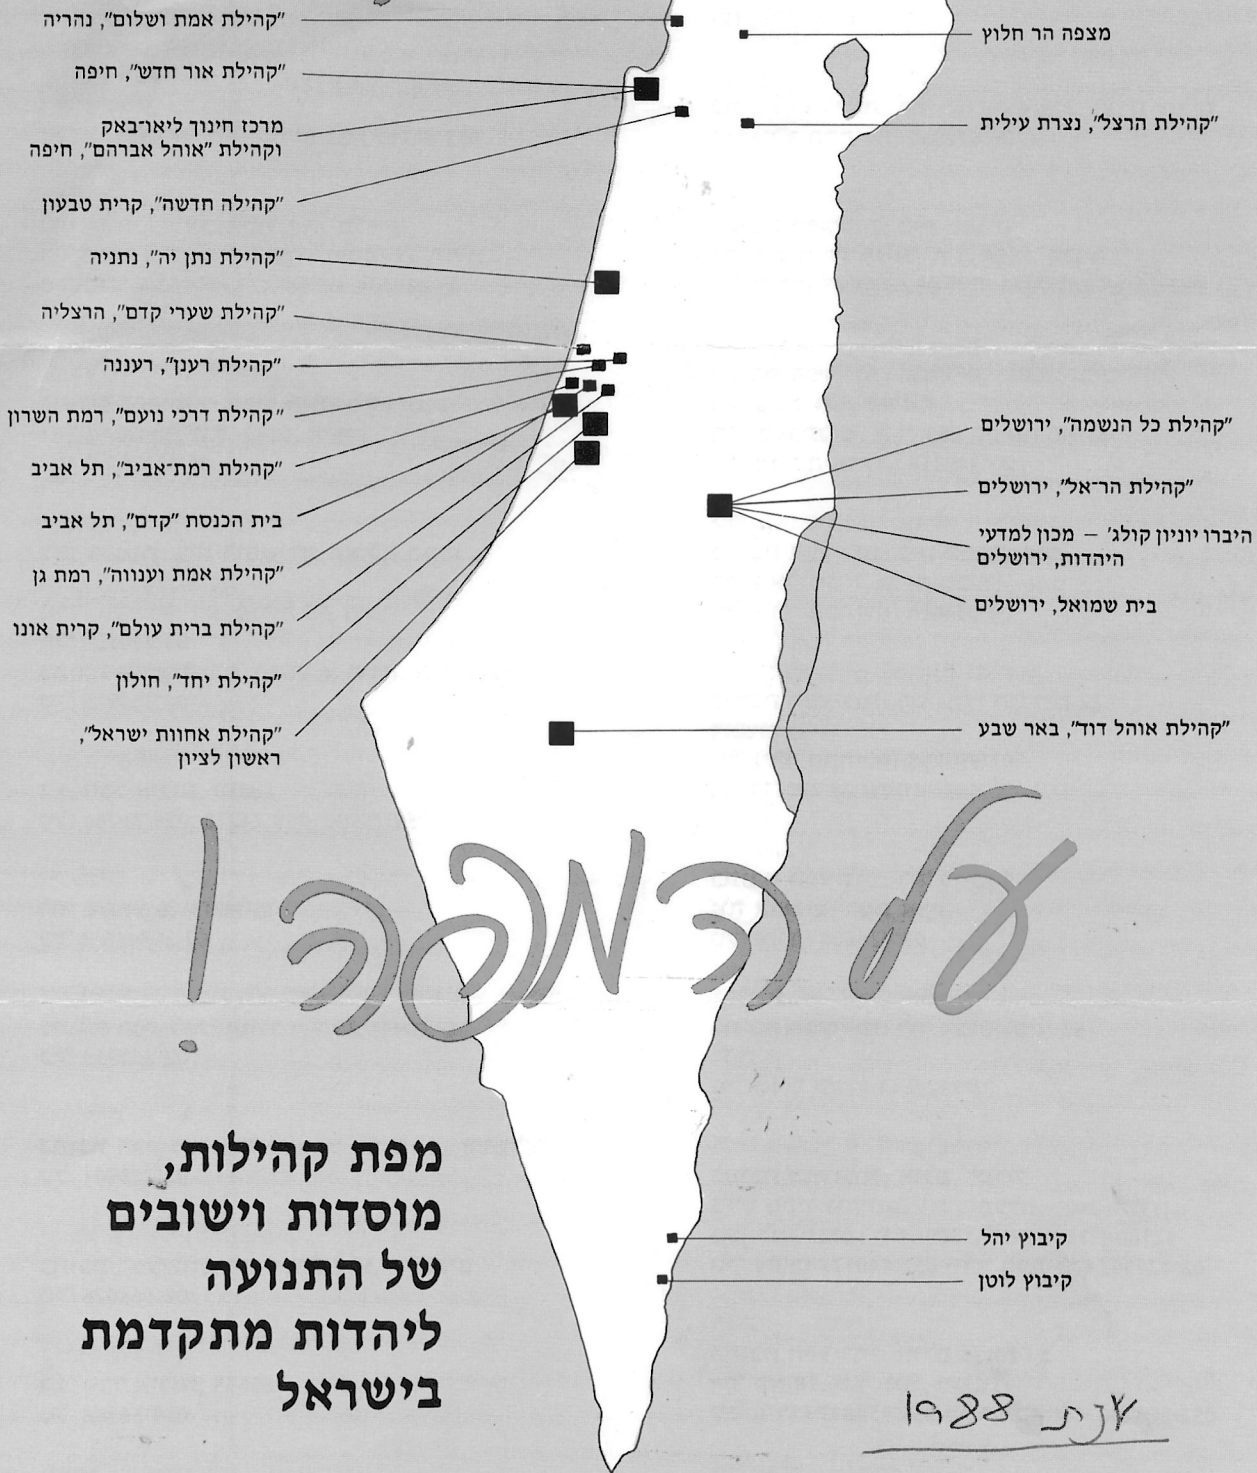 "קהילת אמת ושלום", נהריה
"קהילת אור חדש", חיפה
מרכז חינוך ליאו־באק
וקהילת "אוהל אברהם", חיפה
"קהילה חדשה", קרית טבעון
"קהילת נתן יה", נתניה
"קהילת שערי קדם", הרצליה
"קהילת רענן", רעננה
"קהילת דרכי נועם", רמת השרון
"קהילת רמת־אביב", תל אביב
בית הכנסת "קדם", תל אביב
"קהילת אמת וענווה", רמת גן
"קהילת ברית עולם", קרית אונו
"קהילת יחד", חולון
"קהילת אחוות ישראל",
ראשון לציון
מצפה הר חלוץ
"קהילת הרצל", נצרת עילית
"קהילת כל הנשמה", ירושלים
"קהילת הר־אל", ירושלים
היברו יוניון קולג' – מכון למדעי
היהדות, ירושלים
בית שמואל, ירושלים
"קהילת אוהל דוד", באר שבע
על המפה!
קיבוץ יהל
קיבוץ לוטן
מפת קהילות,
מוסדות וישובים
של התנועה
ליהדות מתקדמת
בישראל
שנת 1988